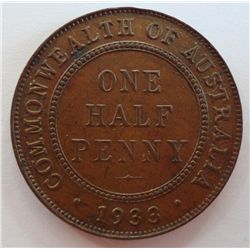 COMMONWEALTH OF AUSTRALIA
ONE
HALF
PENNY
1933